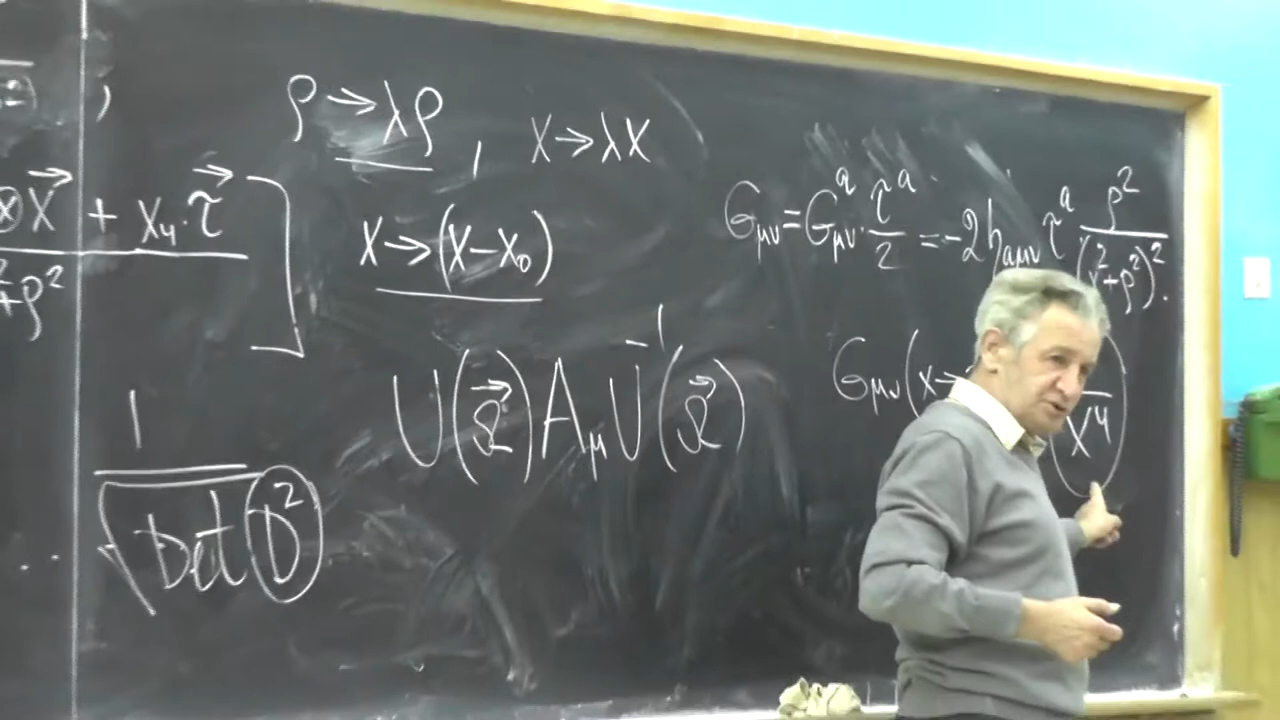 ρ → λρ , x → λx
x → (x - x₀)
⊗x⃗ + x₄·τ⃗ ]
+ρ²
U(Ω⃗) A_μ U⁻¹(Ω⃗)
1
√Det D²
G_μν = G^a_μν · τ^a / 2 = -2 η_aμν τ^a ρ² / (x² + ρ²)².
G_μν (x →
x⁴